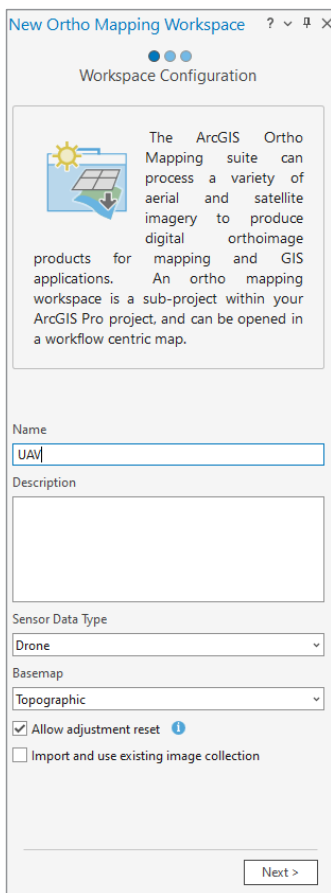 New Ortho Mapping Workspace ?
Workspace Configuration
The ArcGIS Ortho
Mapping suite can
process a variety of
aerial and satellite
imagery to produce
digital orthoimage
products for mapping and GIS
applications. An ortho mapping
workspace is a sub-project within your
ArcGIS Pro project, and can be opened in
a workflow centric map.
Name
UAV
Description
Sensor Data Type
Drone
Basemap
Topographic
Allow adjustment reset
Import and use existing image collection
Next >